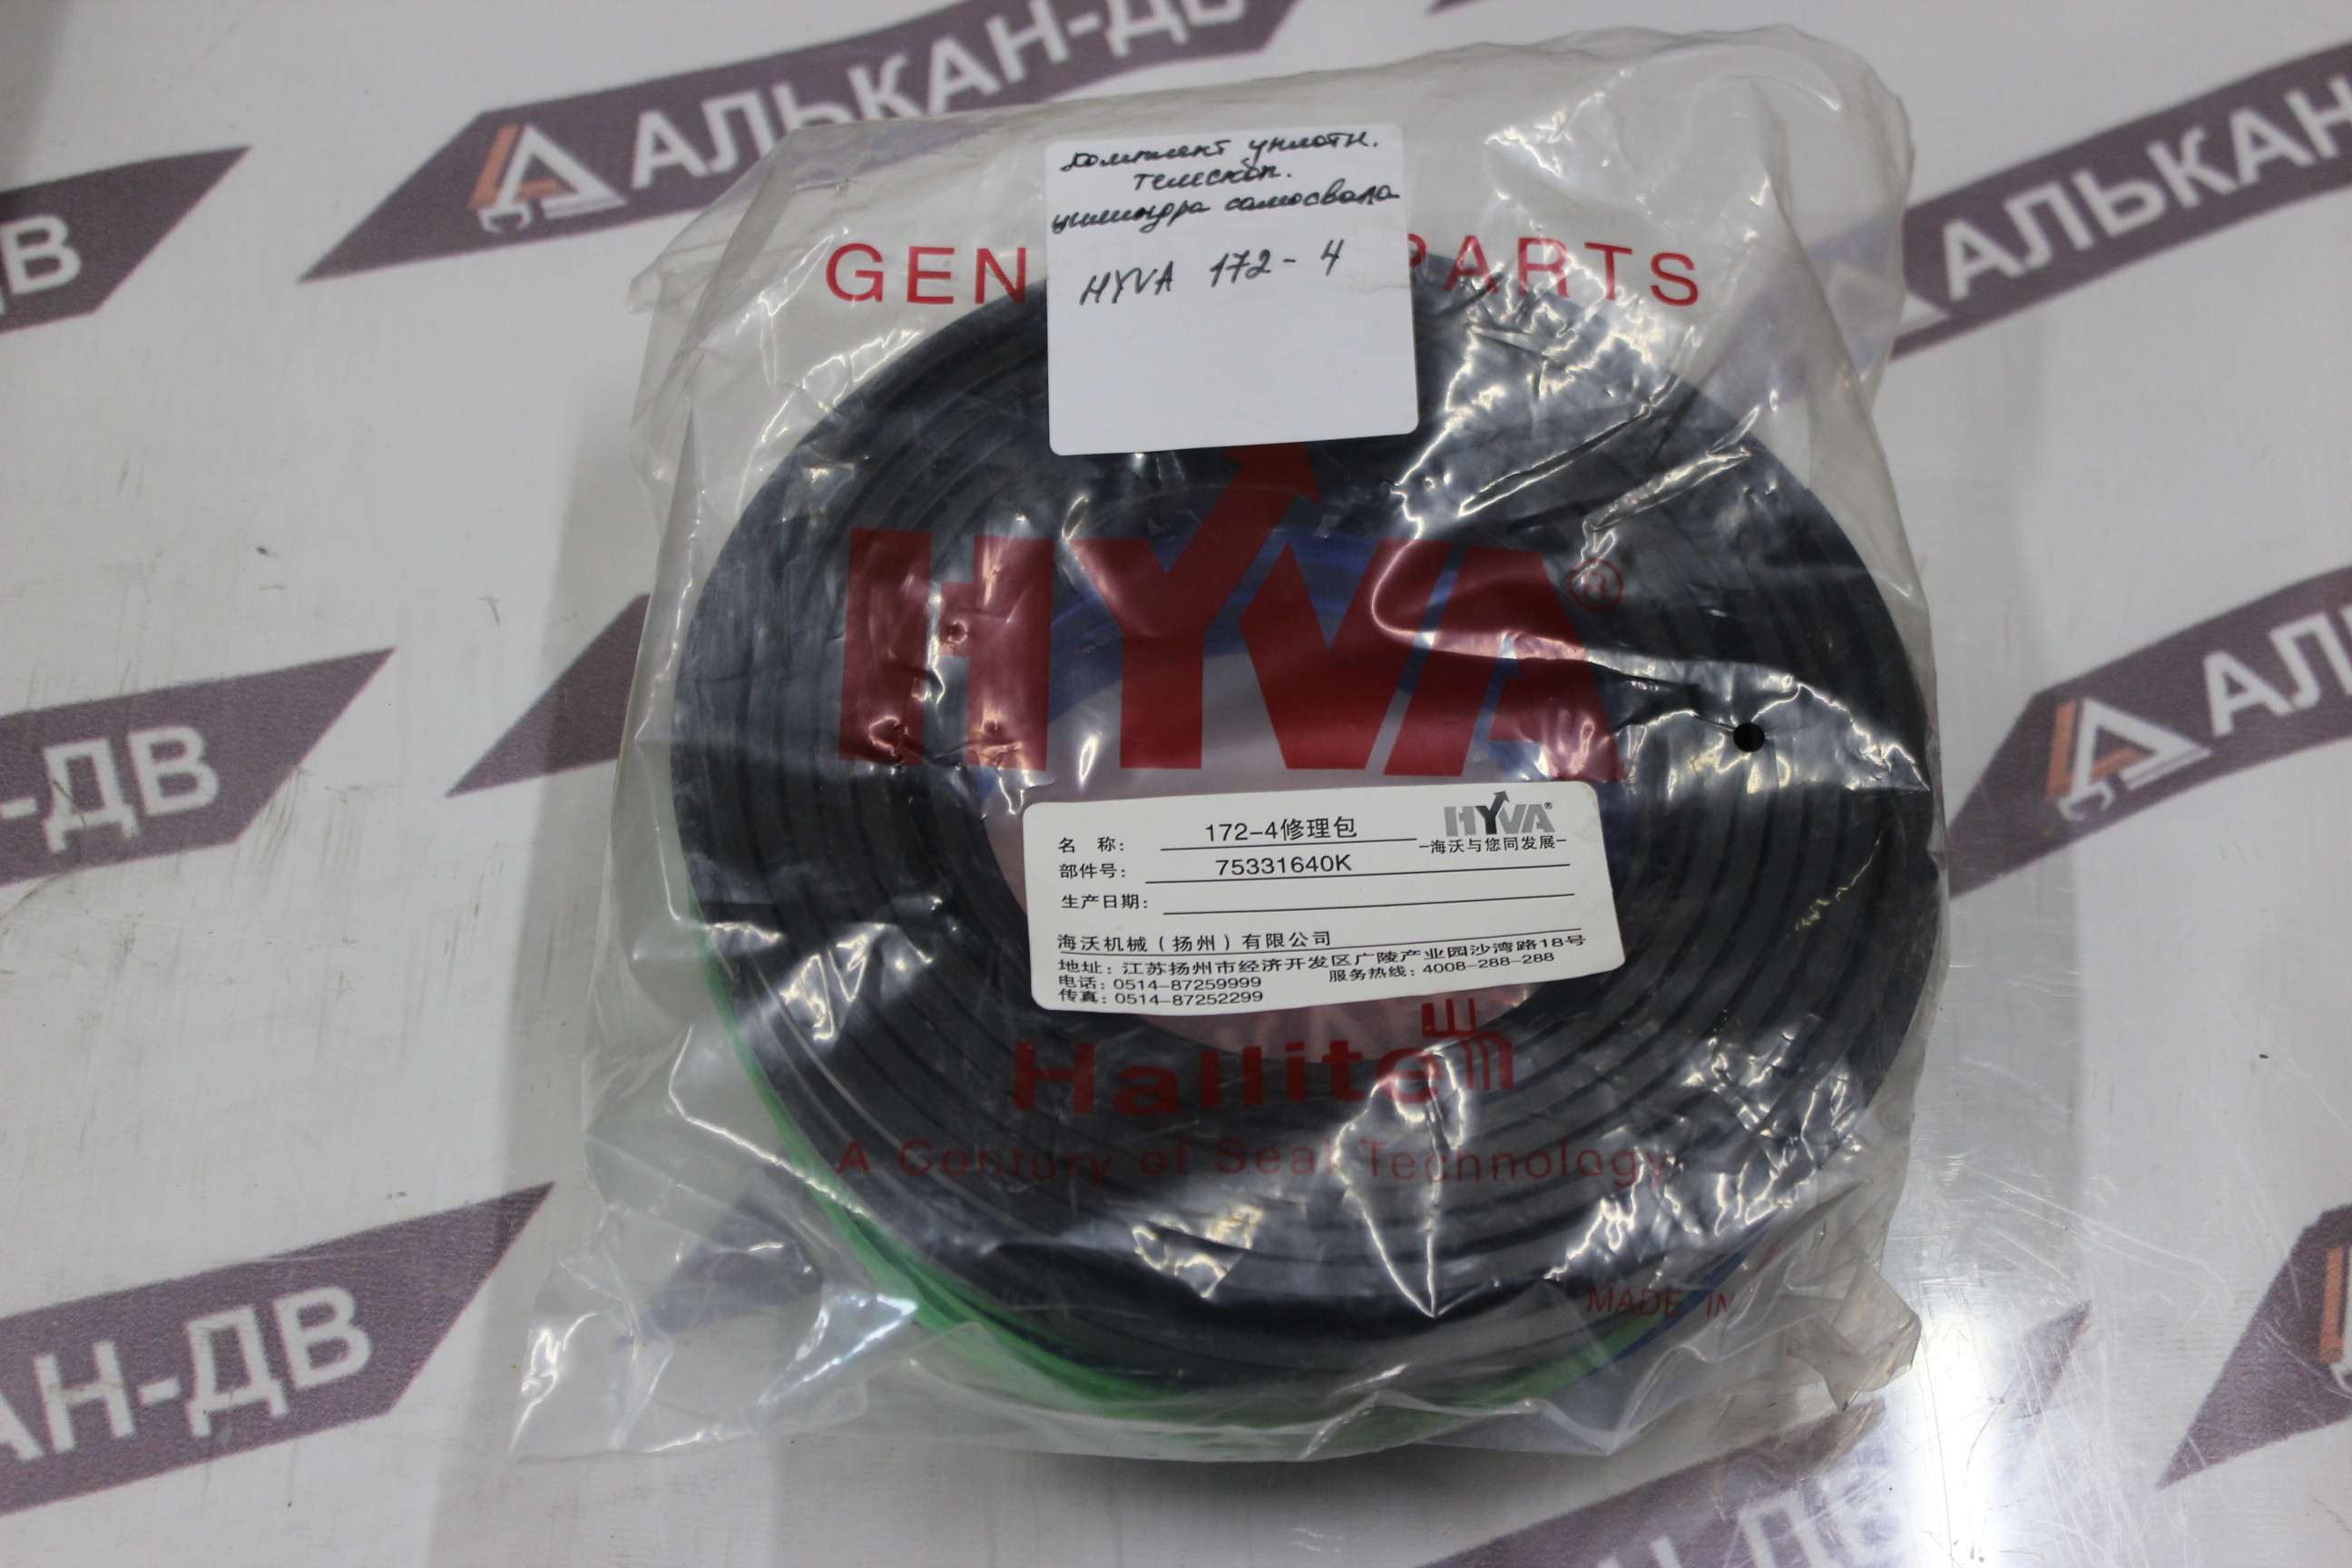 АЛЬКАН-ДВ
АЛЬКАН-ДВ
Комплект уплотн.
телескоп.
цилиндра самосвала
HYVA 172-4
GEN PARTS
HYVA®
172-4修理包
名 称:
HYVA®
-海沃与您同发展-
部件号: 75331640K
生产日期:
海沃机械(扬州)有限公司
地址: 江苏扬州市经济开发区广陵产业园沙湾路18号
电话: 0514-87259999 服务热线: 4008-288-288
传真: 0514-87252299
Hallite
A Century of Seal Technology
MADE IN